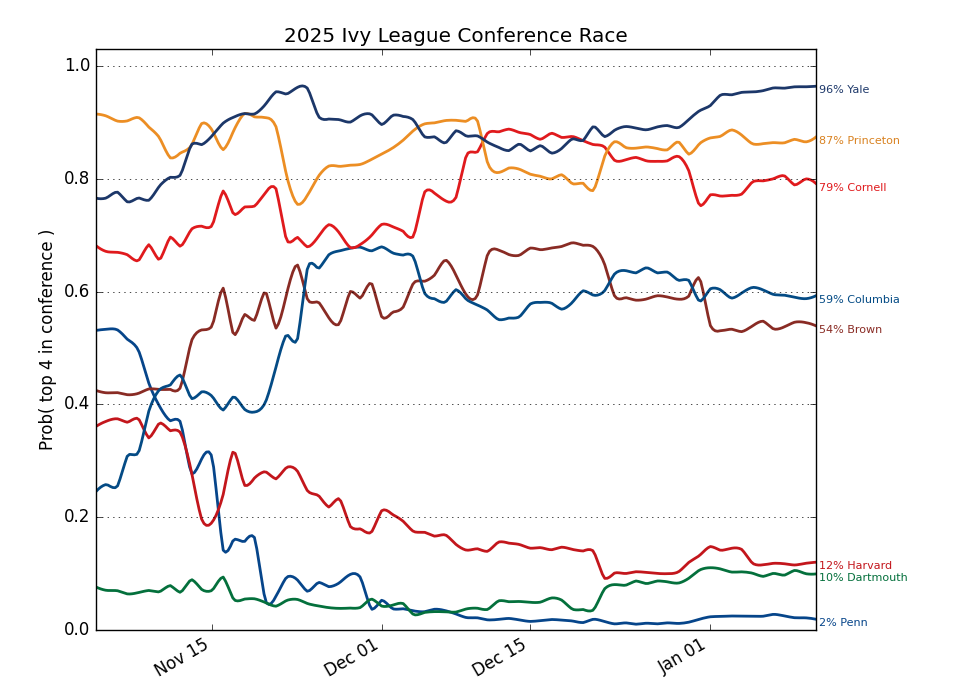 2025 Ivy League Conference Race
Prob( top 4 in conference )
1.0
0.8
0.6
0.4
0.2
0.0
Nov 15
Dec 01
Dec 15
Jan 01
96% Yale
87% Princeton
79% Cornell
59% Columbia
54% Brown
12% Harvard
10% Dartmouth
2% Penn